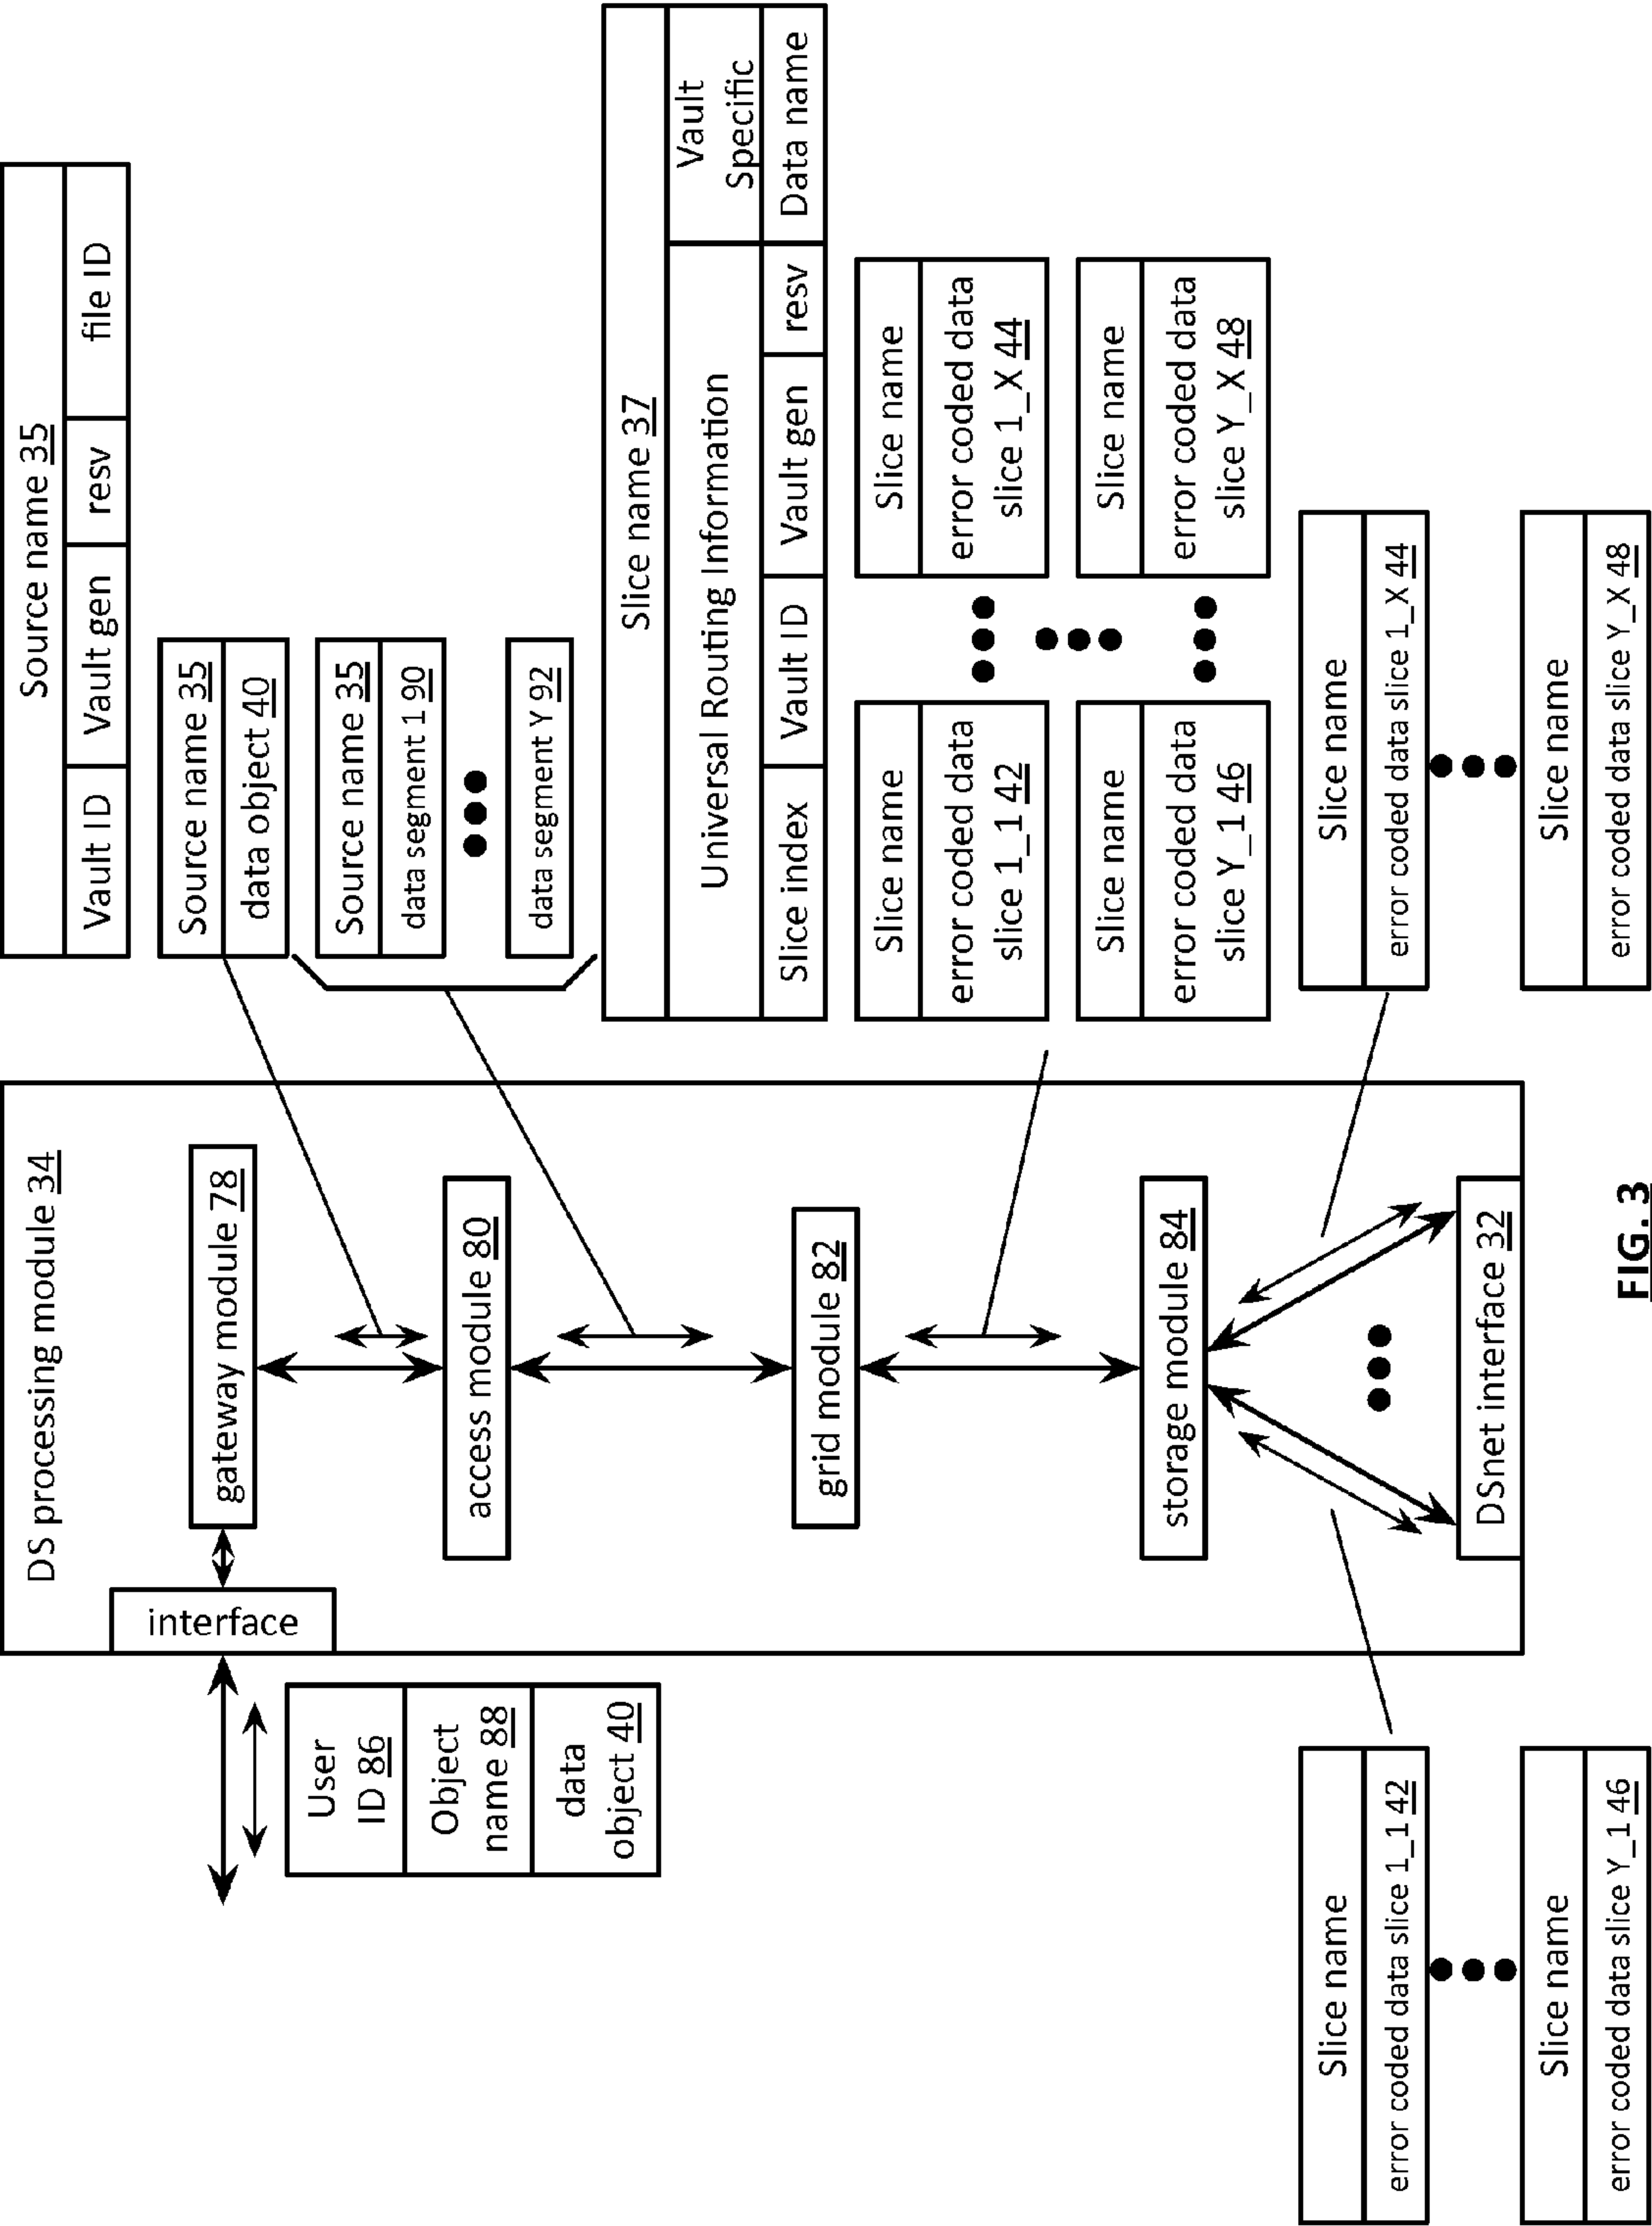 DS processing module 34
interface
gateway module 78
access module 80
grid module 82
storage module 84
DSnet interface 32
User
ID 86
Object
name 88
data
object 40
Source name 35
Vault ID
Vault gen
resv
file ID
Source name 35
data object 40
Source name 35
data segment 1 90
data segment Y 92
Slice name 37
Universal Routing Information
Vault
Specific
Slice index
Vault ID
Vault gen
resv
Data name
Slice name
error coded data
slice 1_1 42
Slice name
error coded data
slice 1_X 44
Slice name
error coded data
slice Y_1 46
Slice name
error coded data
slice Y_X 48
Slice name
error coded data slice 1_1 42
Slice name
error coded data slice Y_1 46
Slice name
error coded data slice 1_X 44
Slice name
error coded data slice Y_X 48
FIG. 3